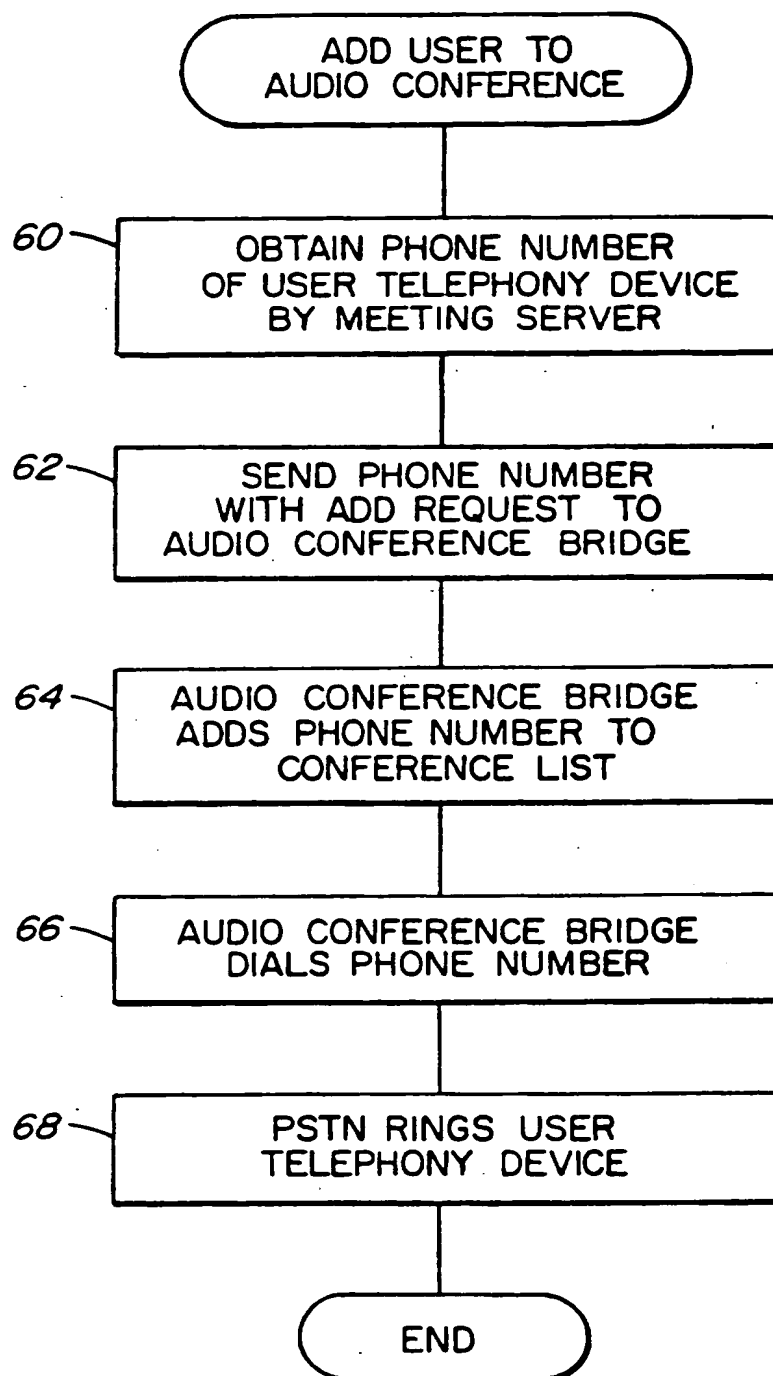 ADD USER TO
AUDIO CONFERENCE
60
OBTAIN PHONE NUMBER
OF USER TELEPHONY DEVICE
BY MEETING SERVER
62
SEND PHONE NUMBER
WITH ADD REQUEST TO
AUDIO CONFERENCE BRIDGE
64
AUDIO CONFERENCE BRIDGE
ADDS PHONE NUMBER TO
CONFERENCE LIST
66
AUDIO CONFERENCE BRIDGE
DIALS PHONE NUMBER
68
PSTN RINGS USER
TELEPHONY DEVICE
END